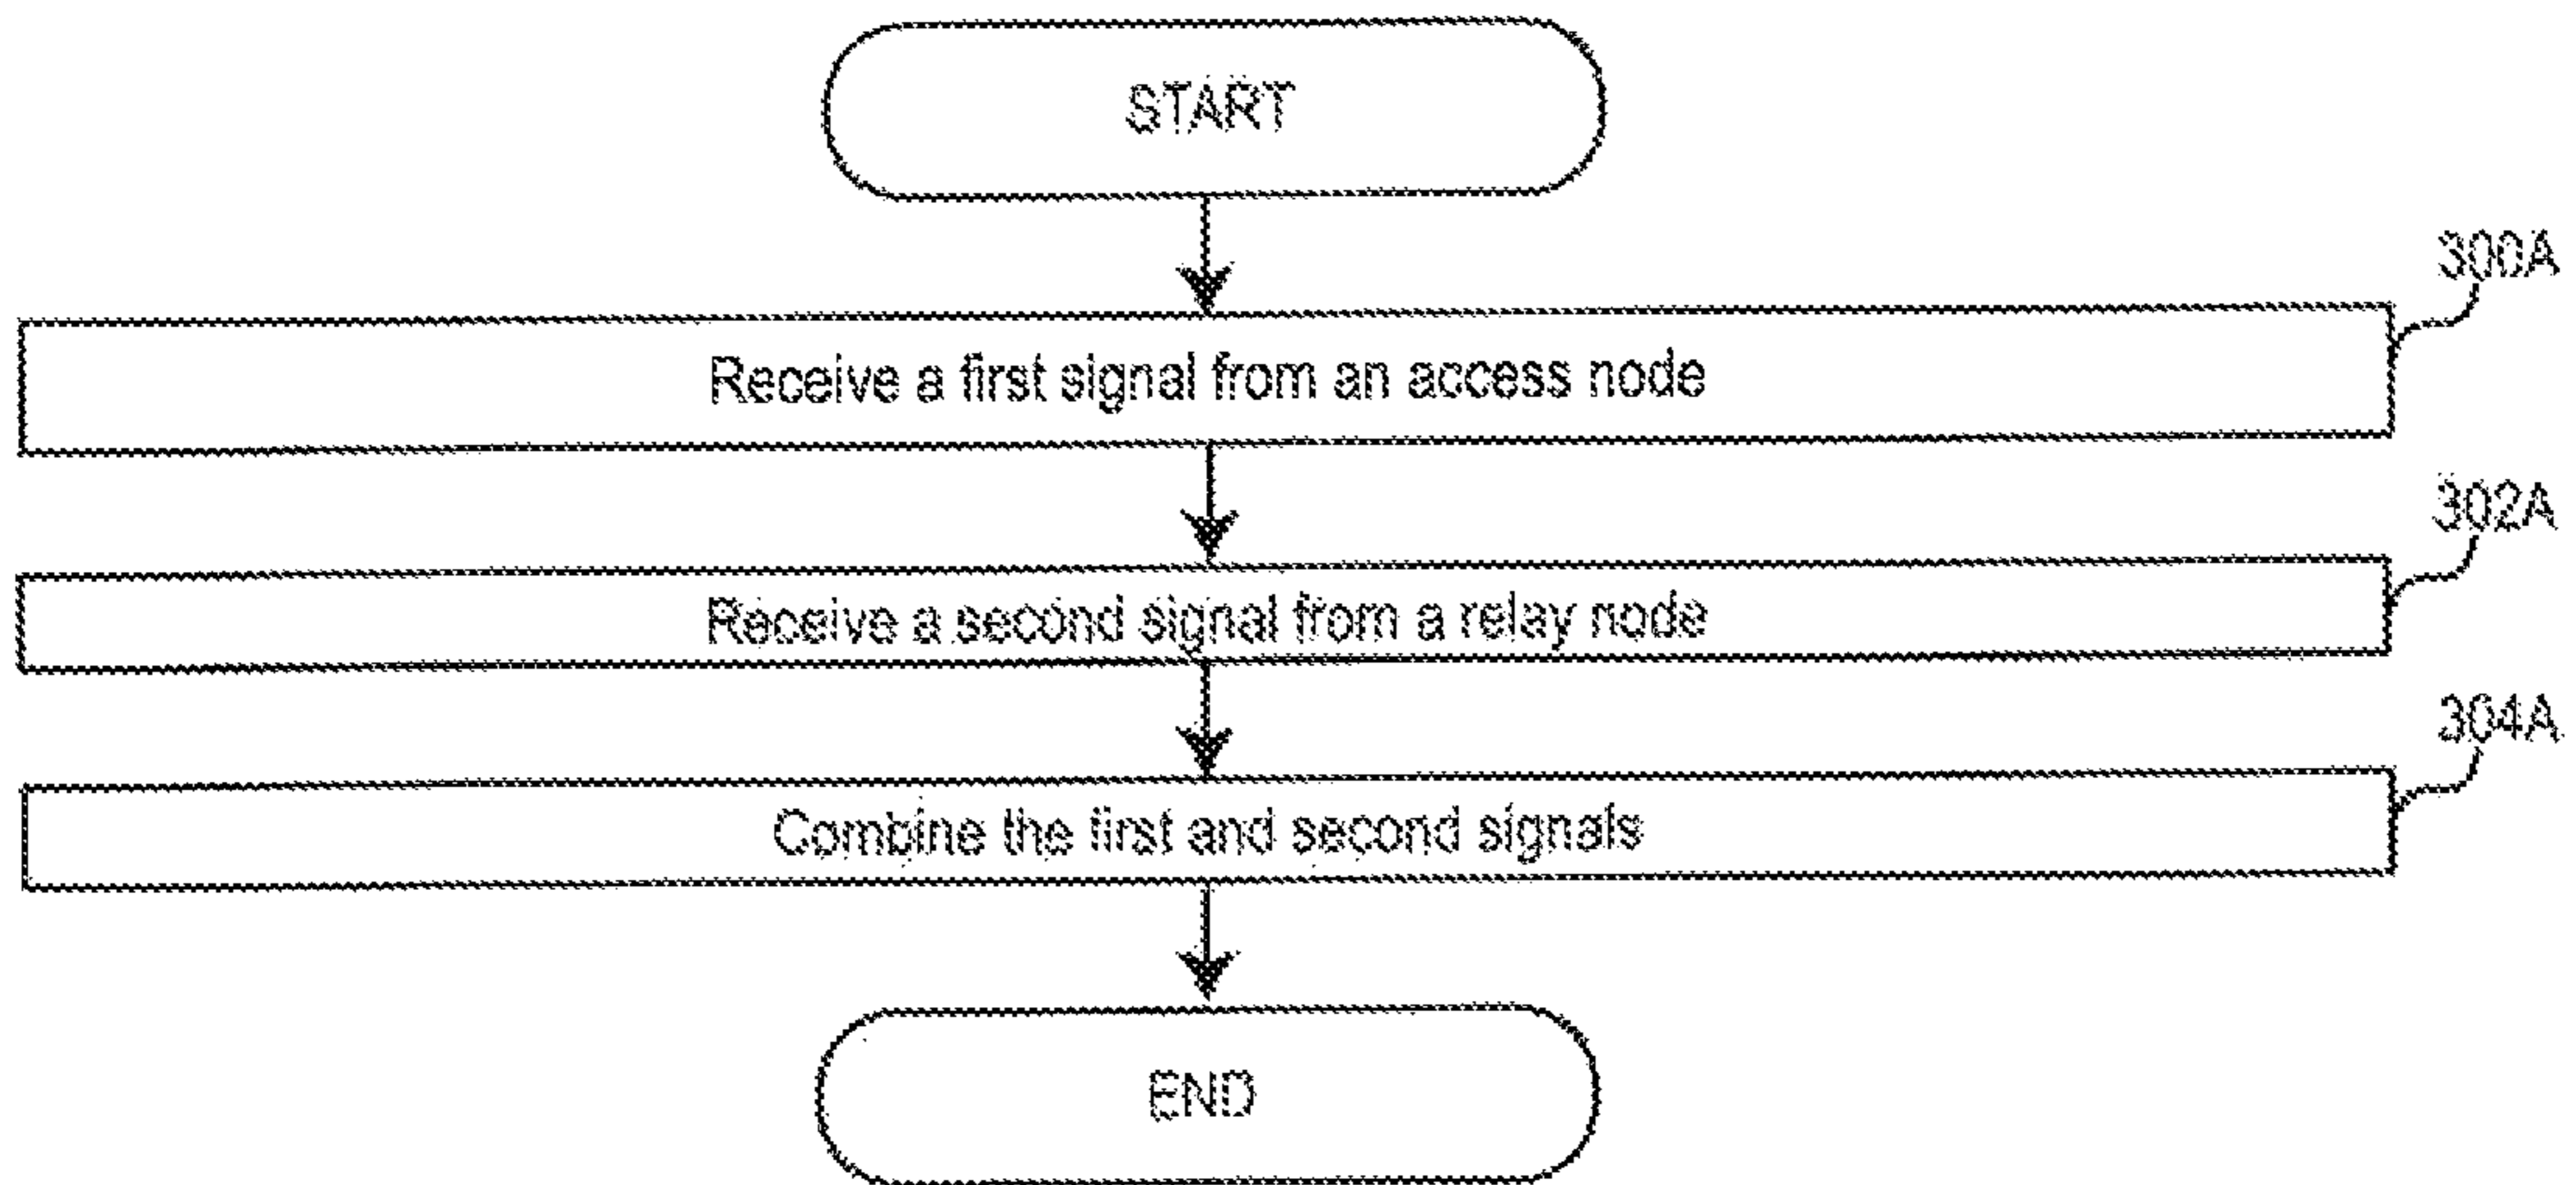 START
300A
Receive a first signal from an access node
302A
Receive a second signal from a relay node
304A
Combine the first and second signals
END